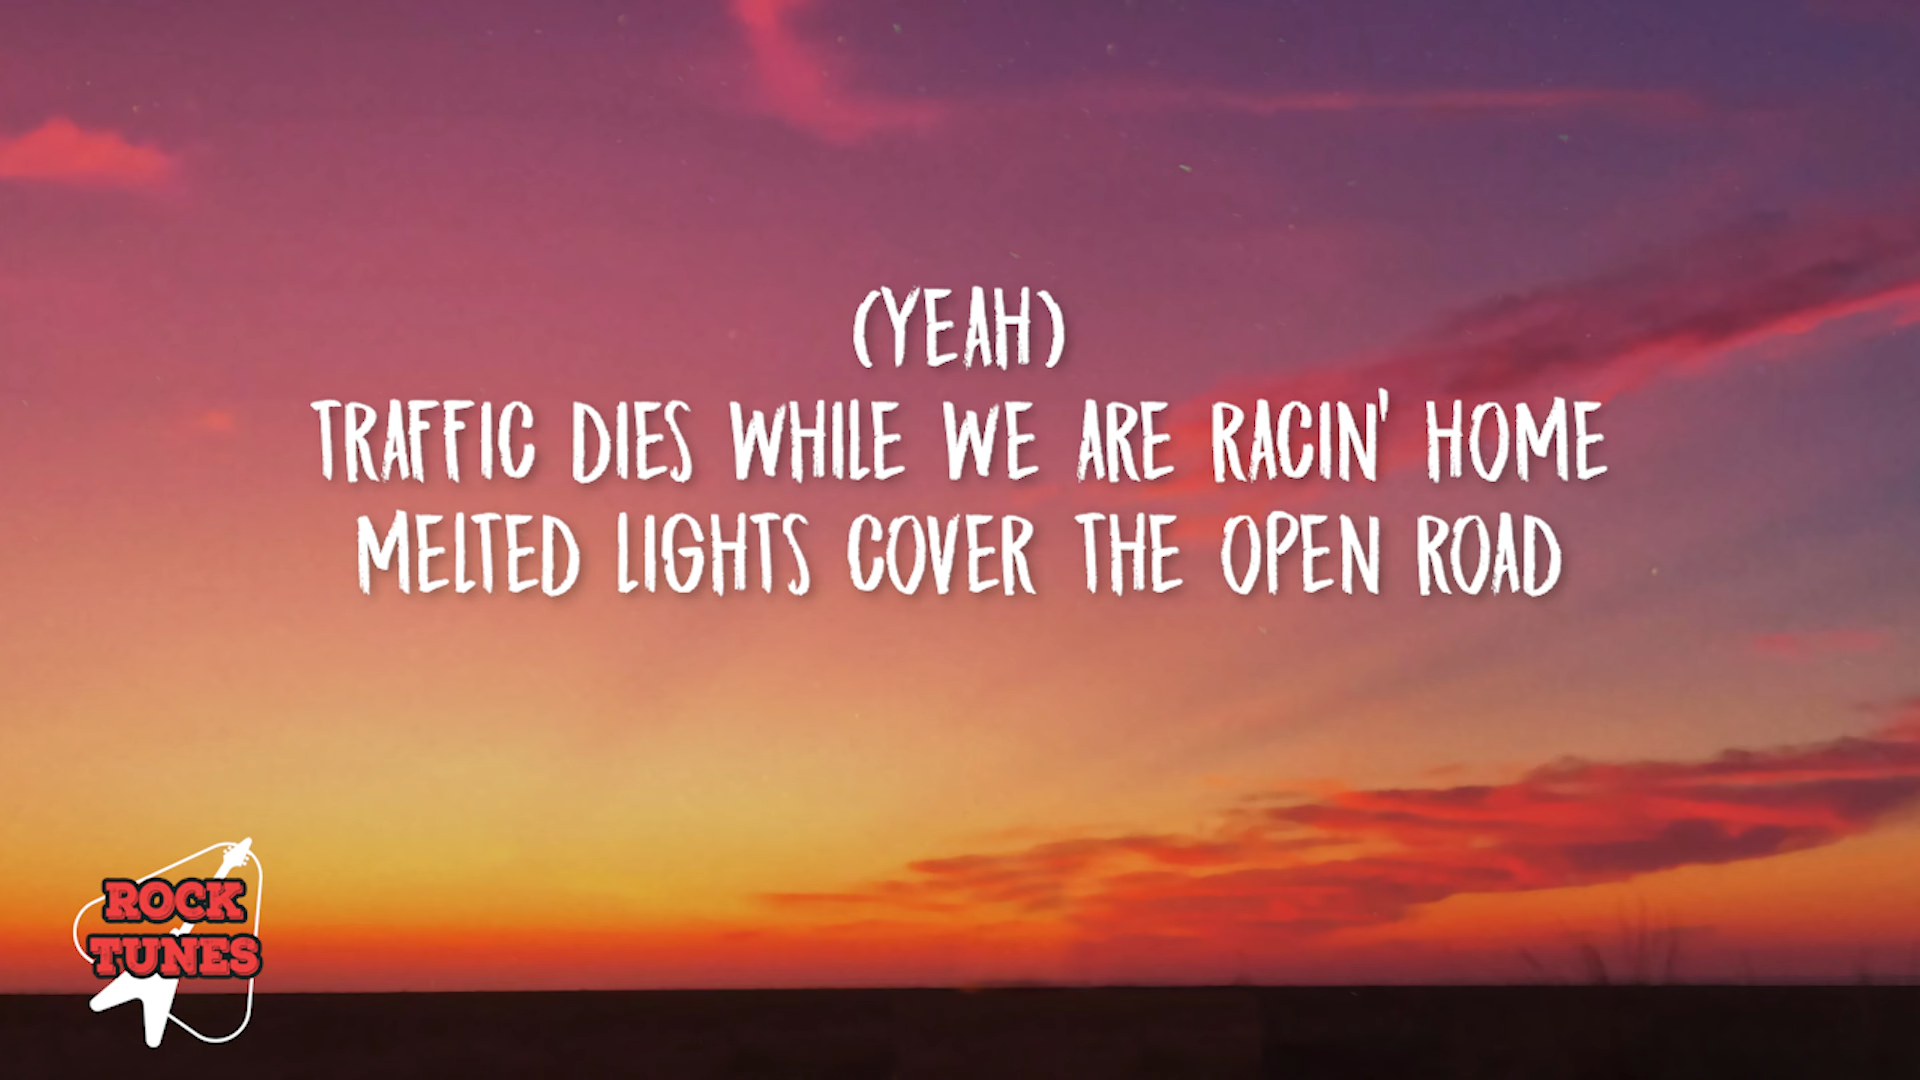 (YEAH)
TRAFFIC DIES WHILE WE ARE RACIN' HOME
MELTED LIGHTS COVER THE OPEN ROAD
ROCK
TUNES